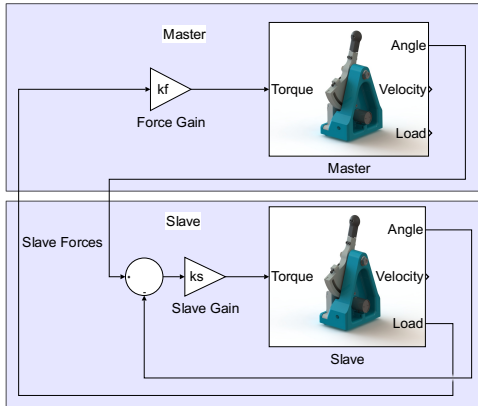 Master
kf
Force Gain
Torque
Angle
Velocity
Load
Master
Slave Forces
Slave
ks
Slave Gain
Torque
Angle
Velocity
Load
Slave